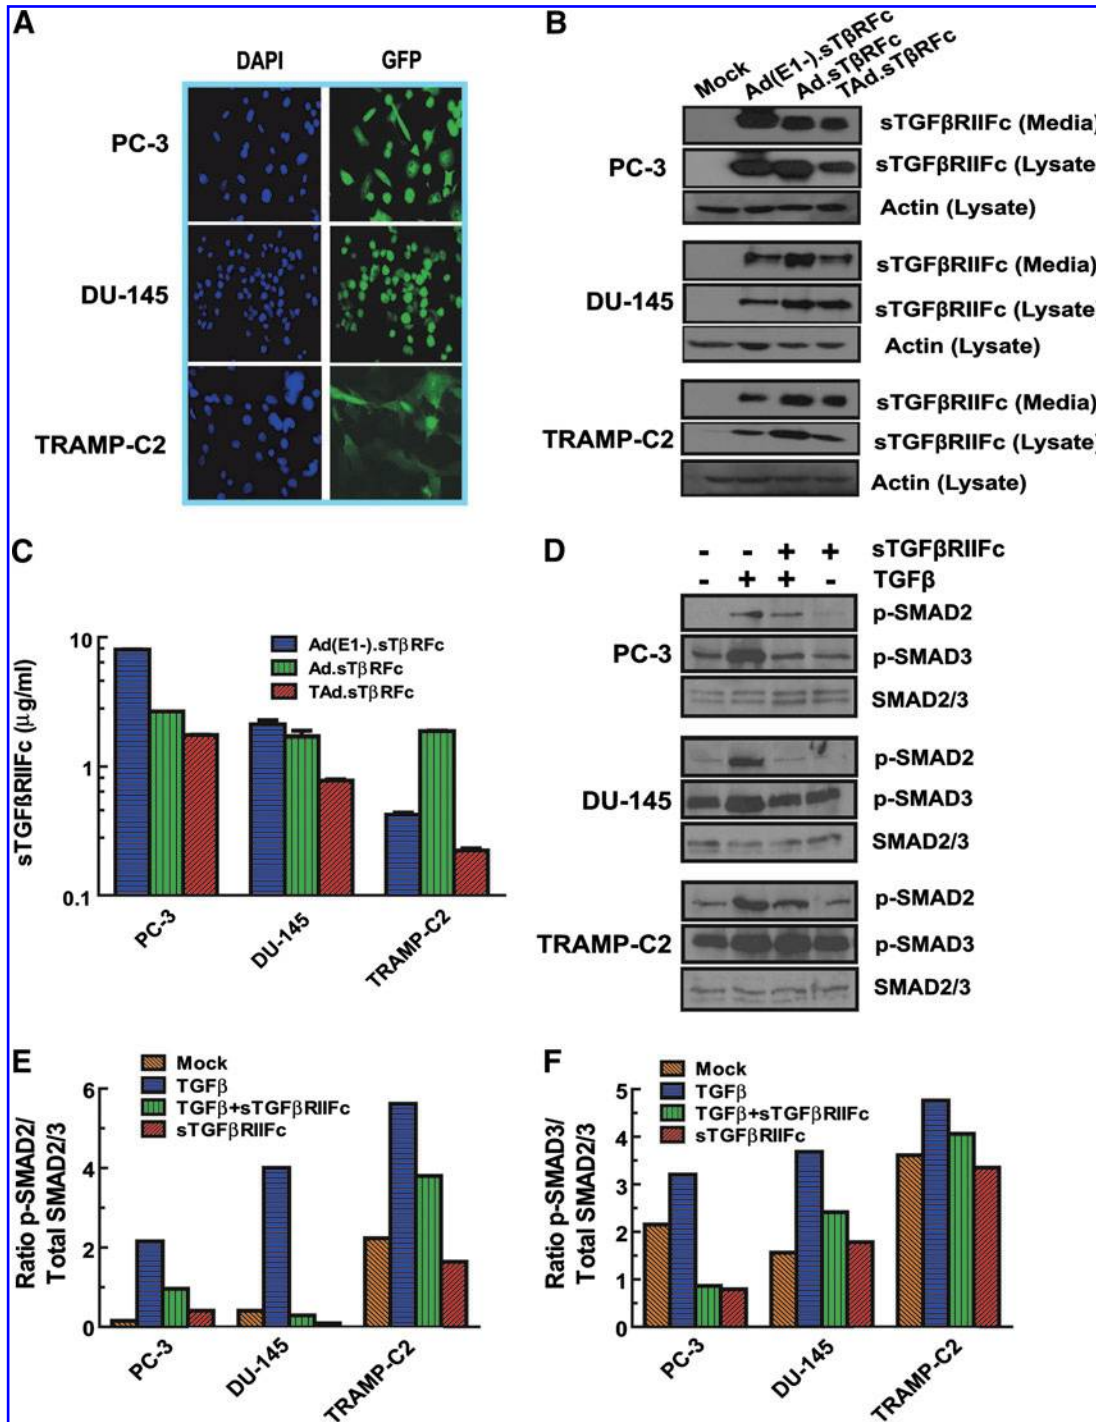 A
DAPI GFP
PC-3
DU-145
TRAMP-C2
B
Mock
Ad(E1-).sTβRFc
Ad.sTβRFc
TAd.sTβRFc
PC-3
sTGFβRIIFc (Media)
sTGFβRIIFc (Lysate
Actin (Lysate)
DU-145
sTGFβRIIFc (Media)
sTGFβRIIFc (Lysate)
Actin (Lysate)
TRAMP-C2
sTGFβRIIFc (Media)
sTGFβRIIFc (Lysate)
Actin (Lysate)
C
sTGFβRIIFc (μg/ml)
10
1
0.1
Ad(E1-).sTβRFc
Ad.sTβRFc
TAd.sTβRFc
PC-3
DU-145
TRAMP-C2
D
- - + + sTGFβRIIFc
- + + - TGFβ
PC-3
p-SMAD2
p-SMAD3
SMAD2/3
DU-145
p-SMAD2
p-SMAD3
SMAD2/3
TRAMP-C2
p-SMAD2
p-SMAD3
SMAD2/3
E
Mock
TGFβ
TGFβ+sTGFβRIIFc
sTGFβRIIFc
Ratio p-SMAD2/
Total SMAD2/3
6
4
2
0
PC-3
DU-145
TRAMP-C2
F
Mock
TGFβ
TGFβ+sTGFβRIIFc
sTGFβRIIFc
Ratio p-SMAD3/
Total SMAD2/3
5
4
3
2
1
0
PC-3
DU-145
TRAMP-C2